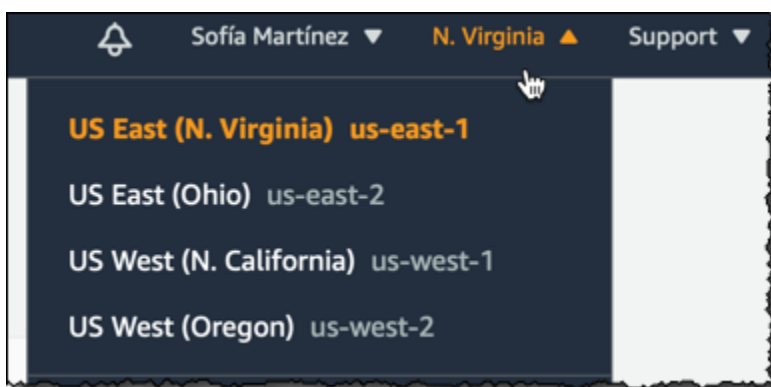 Sofía Martínez N. Virginia Support
US East (N. Virginia) us-east-1
US East (Ohio) us-east-2
US West (N. California) us-west-1
US West (Oregon) us-west-2